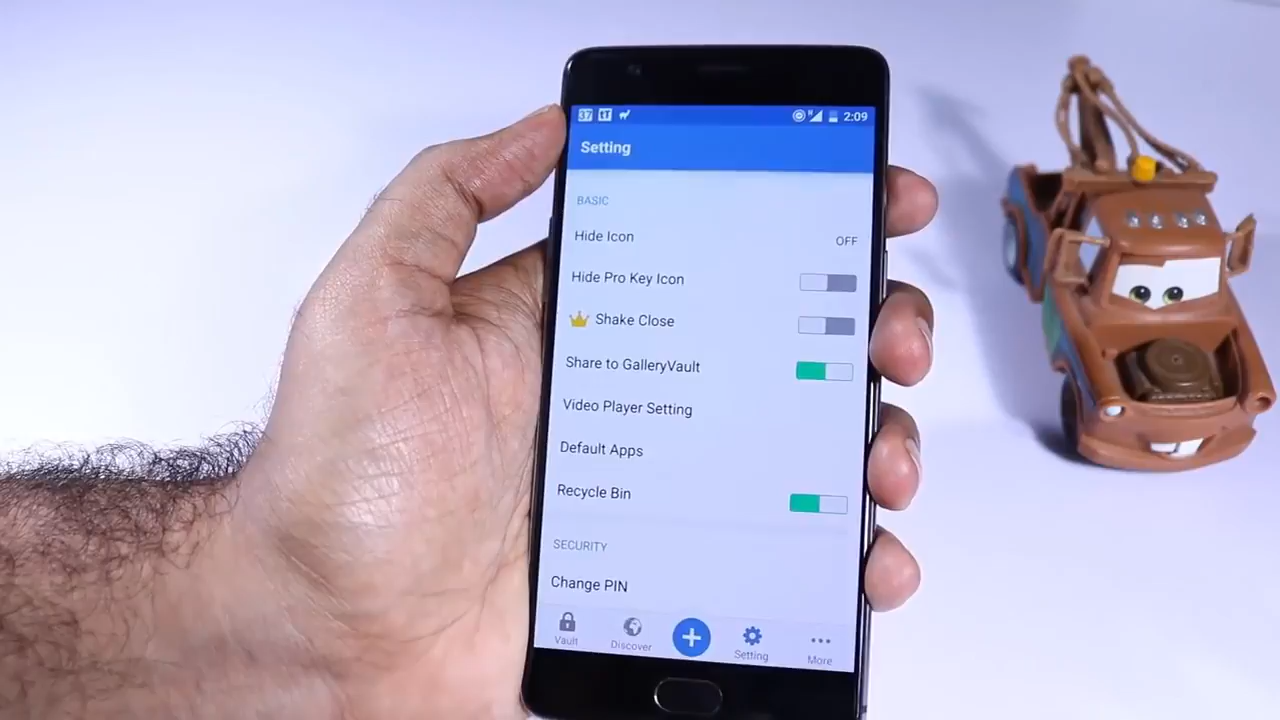 37 2:09
Setting
BASIC
Hide Icon OFF
Hide Pro Key Icon
Shake Close
Share to GalleryVault
Video Player Setting
Default Apps
Recycle Bin
SECURITY
Change PIN
Vault Discover Setting More